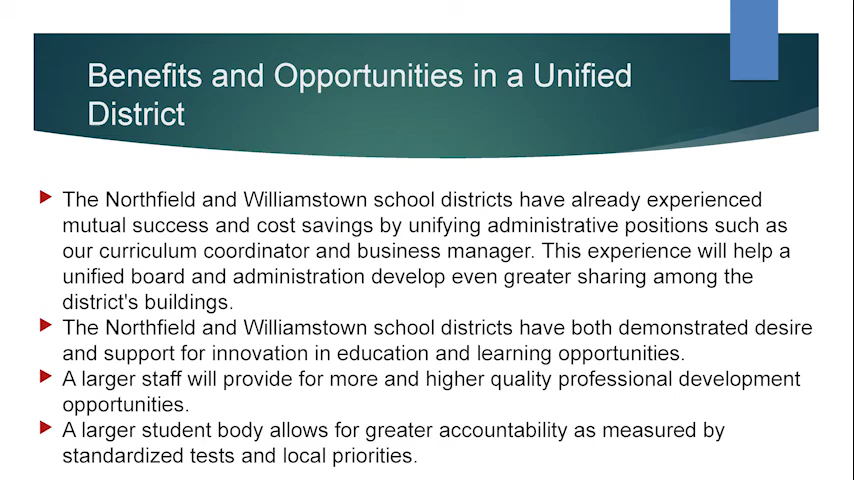 Benefits and Opportunities in a Unified
District
The Northfield and Williamstown school districts have already experienced
mutual success and cost savings by unifying administrative positions such as
our curriculum coordinator and business manager. This experience will help a
unified board and administration develop even greater sharing among the
district's buildings.
The Northfield and Williamstown school districts have both demonstrated desire
and support for innovation in education and learning opportunities.
A larger staff will provide for more and higher quality professional development
opportunities.
A larger student body allows for greater accountability as measured by
standardized tests and local priorities.